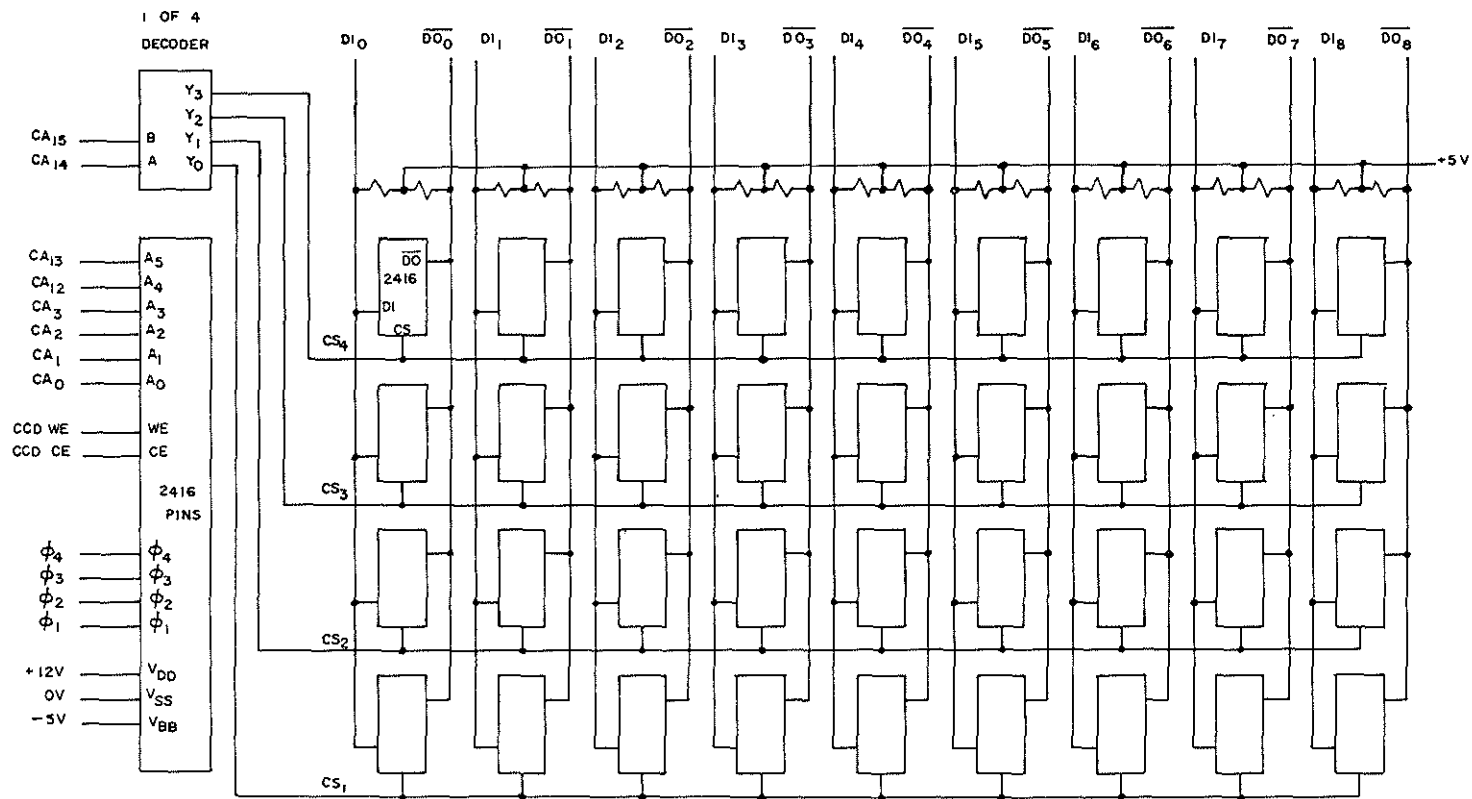 1 OF 4
DECODER
DI0 DO0 DI1 DO1 DI2 DO2 DI3 DO3 DI4 DO4 DI5 DO5 DI6 DO6 DI7 DO7 DI8 DO8
Y3
Y2
CA15 B Y1
CA14 A Y0
+5V
CA13 A5
CA12 A4
CA3 A3
CA2 A2
CA1 A1
CA0 A0
DO
2416
DI
CS
CS4
CCD WE WE
CCD CE CE
2416
PINS
CS3
ϕ4 ϕ4
ϕ3 ϕ3
ϕ2 ϕ2
ϕ1 ϕ1
CS2
+12V VDD
0V VSS
-5V VBB
CS1